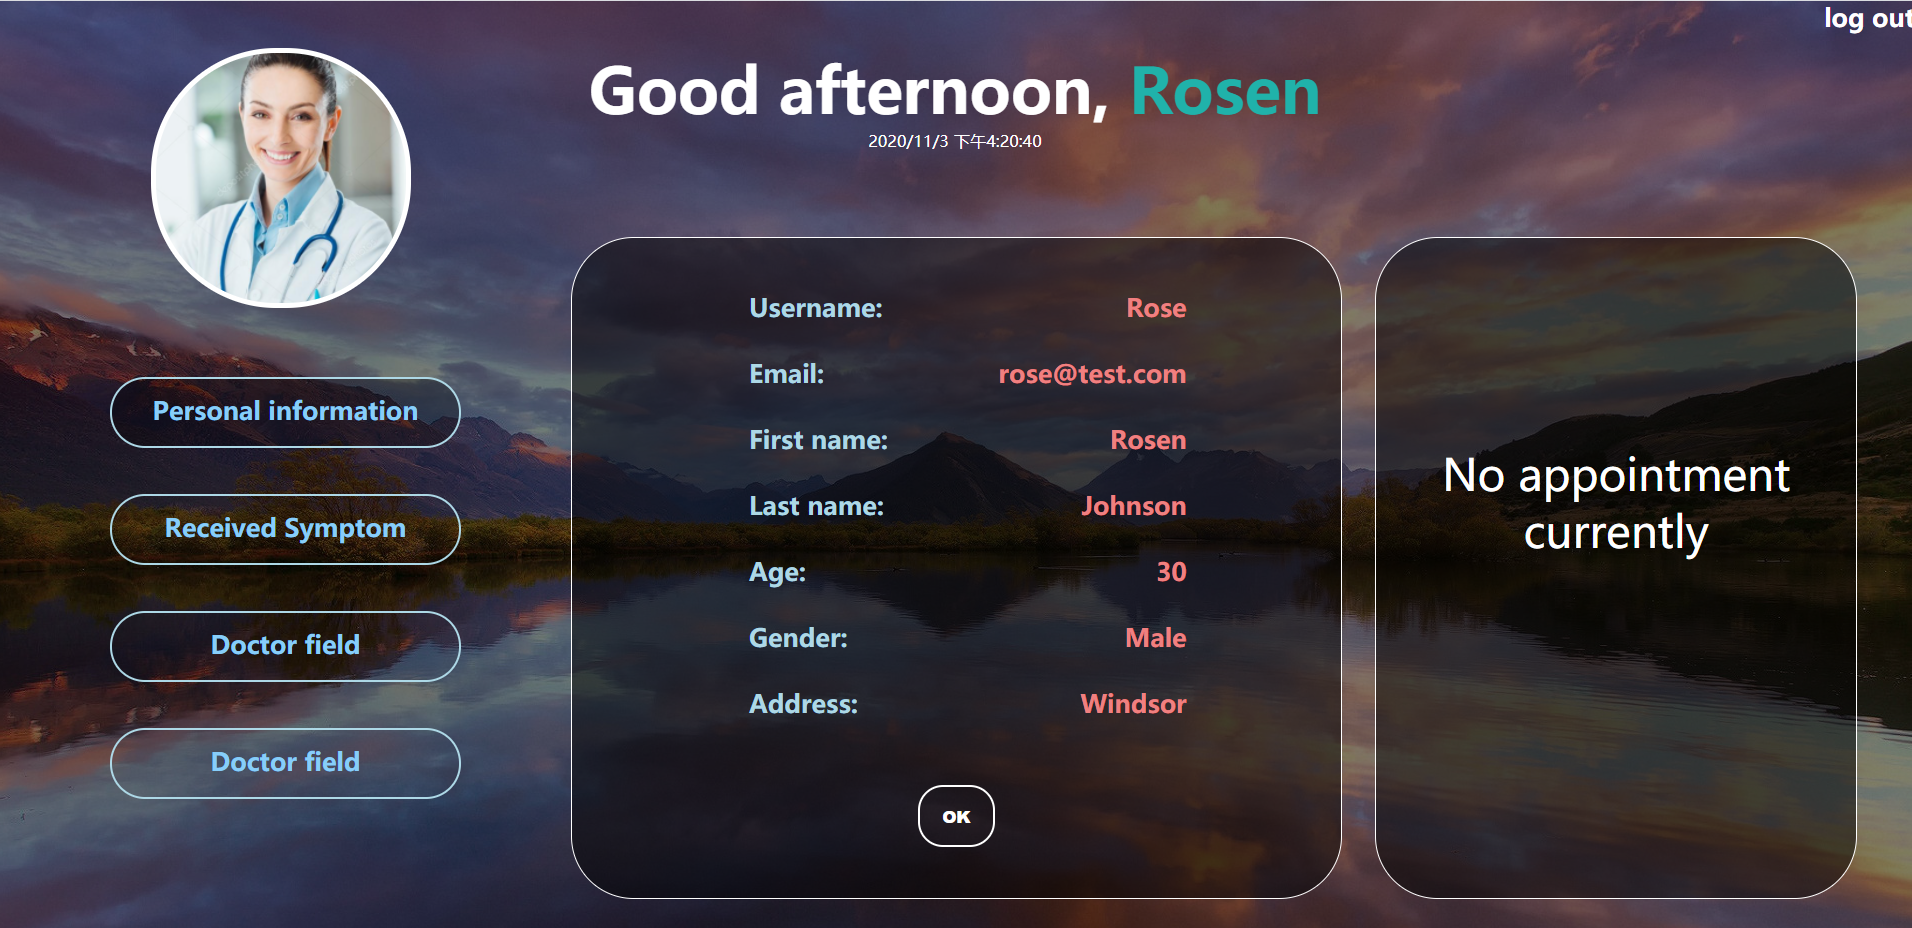 log out
Good afternoon, Rosen
2020/11/3 下午4:20:40
Personal information
Received Symptom
Doctor field
Doctor field
Username: Rose
Email: rose@test.com
First name: Rosen
Last name: Johnson
Age: 30
Gender: Male
Address: Windsor
OK
No appointment
currently